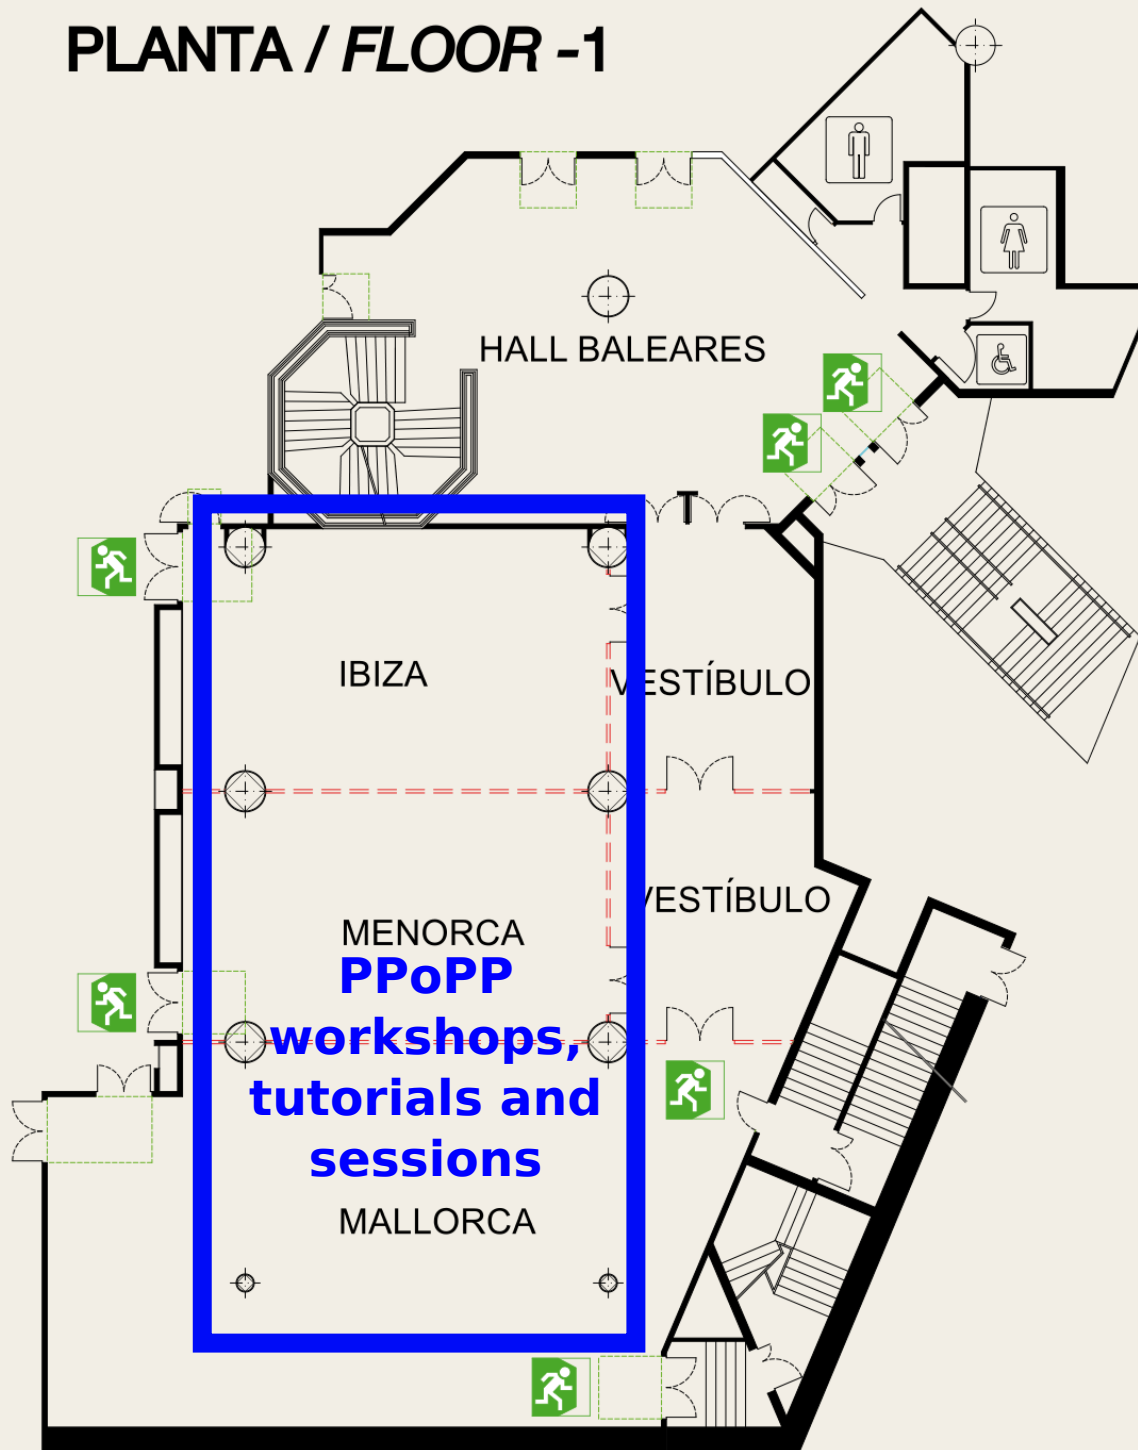 PLANTA / FLOOR -1
HALL BALEARES
IBIZA
VESTÍBULO
VESTÍBULO
MENORCA
PPoPP
workshops,
tutorials and
sessions
MALLORCA